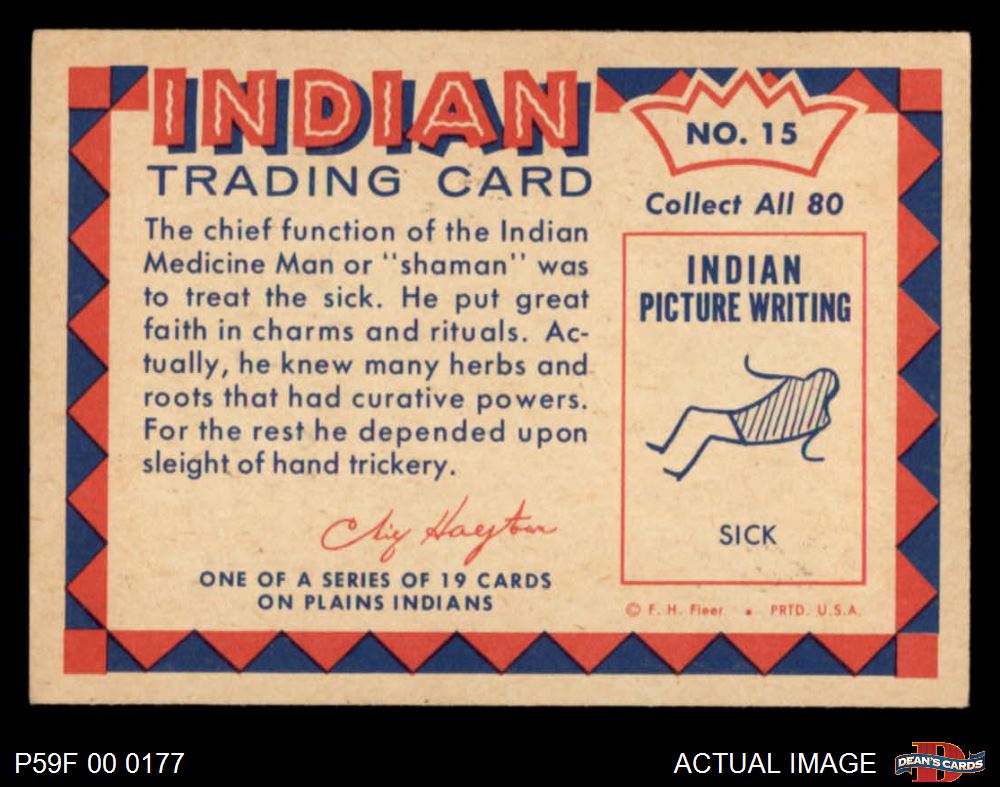 INDIAN
TRADING CARD
The chief function of the Indian
Medicine Man or "shaman" was
to treat the sick. He put great
faith in charms and rituals. Ac-
tually, he knew many herbs and
roots that had curative powers.
For the rest he depended upon
sleight of hand trickery.
ONE OF A SERIES OF 19 CARDS
ON PLAINS INDIANS
NO. 15
Collect All 80
INDIAN
PICTURE WRITING
SICK
© F. H. Fleer • PRTD. U.S.A.
P59F 00 0177
ACTUAL IMAGE
D
DEAN'S CARDS